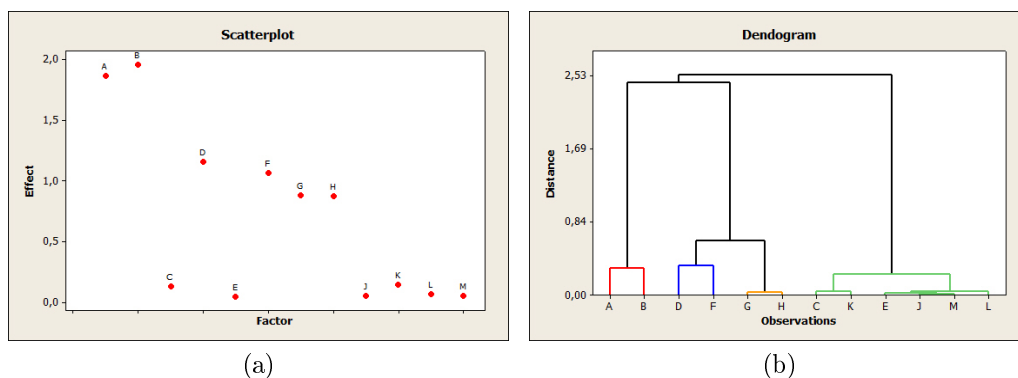 Scatterplot
2,0
1,5
1,0
0,5
0,0
Effect
A
B
C
D
E
F
G
H
J
K
L
M
Factor
(a)
Dendogram
2,53
1,69
0,84
0,00
Distance
A B D F G H C K E J M L
Observations
(b)